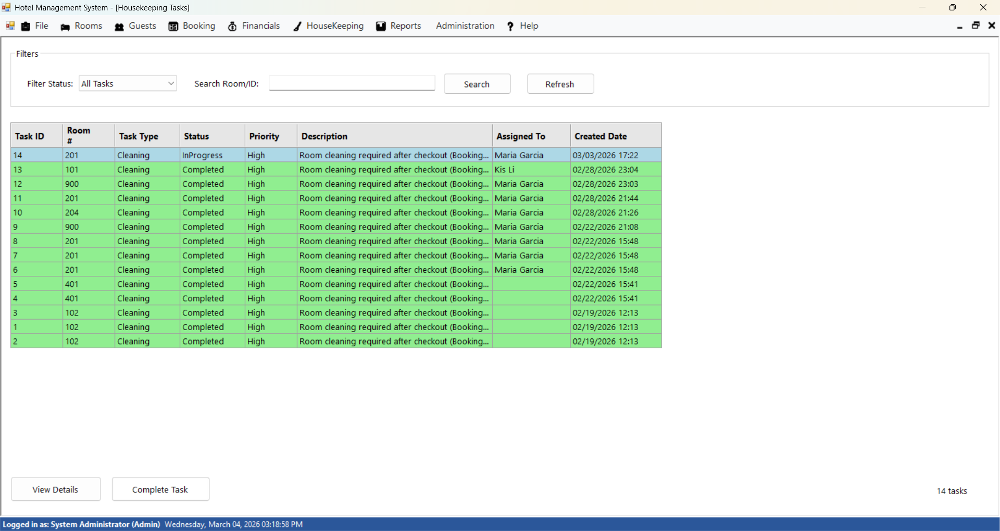 Hotel Management System - [Housekeeping Tasks]
File Rooms Guests Booking Financials HouseKeeping Reports Administration ? Help
Filters
Filter Status: All Tasks Search Room/ID: Search Refresh
Task ID Room # Task Type Status Priority Description Assigned To Created Date
14 201 Cleaning InProgress High Room cleaning required after checkout (Booking... Maria Garcia 03/03/2026 17:22
13 101 Cleaning Completed High Room cleaning required after checkout (Booking... Kis Li 02/28/2026 23:04
12 900 Cleaning Completed High Room cleaning required after checkout (Booking... Maria Garcia 02/28/2026 23:03
11 201 Cleaning Completed High Room cleaning required after checkout (Booking... Maria Garcia 02/28/2026 21:44
10 204 Cleaning Completed High Room cleaning required after checkout (Booking... Maria Garcia 02/28/2026 21:26
9 900 Cleaning Completed High Room cleaning required after checkout (Booking... Maria Garcia 02/22/2026 21:08
8 201 Cleaning Completed High Room cleaning required after checkout (Booking... Maria Garcia 02/22/2026 15:48
7 201 Cleaning Completed High Room cleaning required after checkout (Booking... Maria Garcia 02/22/2026 15:48
6 201 Cleaning Completed High Room cleaning required after checkout (Booking... Maria Garcia 02/22/2026 15:48
5 401 Cleaning Completed High Room cleaning required after checkout (Booking... 02/22/2026 15:41
4 401 Cleaning Completed High Room cleaning required after checkout (Booking... 02/22/2026 15:41
3 102 Cleaning Completed High Room cleaning required after checkout (Booking... 02/19/2026 12:13
1 102 Cleaning Completed High Room cleaning required after checkout (Booking... 02/19/2026 12:13
2 102 Cleaning Completed High Room cleaning required after checkout (Booking... 02/19/2026 12:13
View Details Complete Task 14 tasks
Logged in as: System Administrator (Admin) Wednesday, March 04, 2026 03:18:58 PM